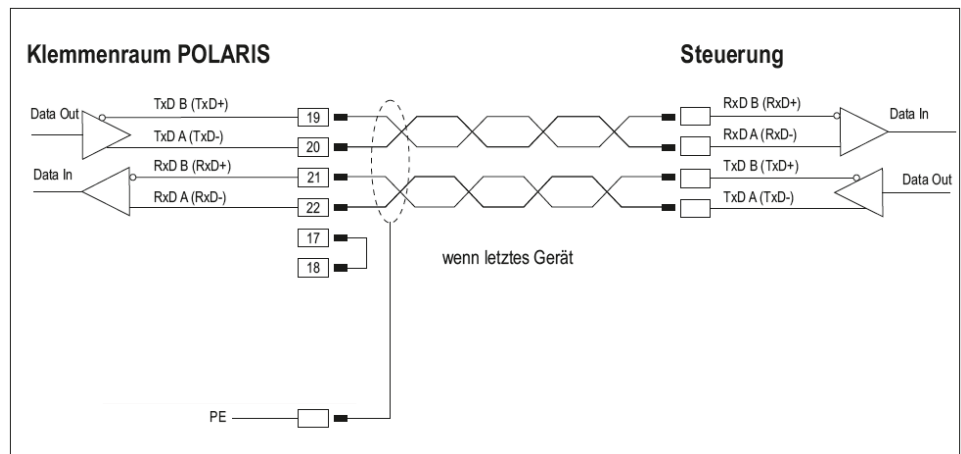 Klemmenraum POLARIS
Steuerung
Data Out
TxD B (TxD+)
19
RxD B (RxD+)
Data In
TxD A (TxD-)
20
RxD A (RxD-)
Data In
RxD B (RxD+)
21
TxD B (TxD+)
Data Out
RxD A (RxD-)
22
TxD A (TxD-)
17
18
wenn letztes Gerät
PE